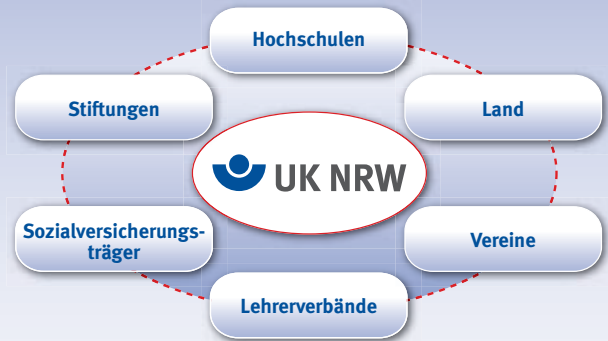 Hochschulen
Stiftungen
Land
UK NRW
Sozialversicherungs-
träger
Vereine
Lehrerverbände